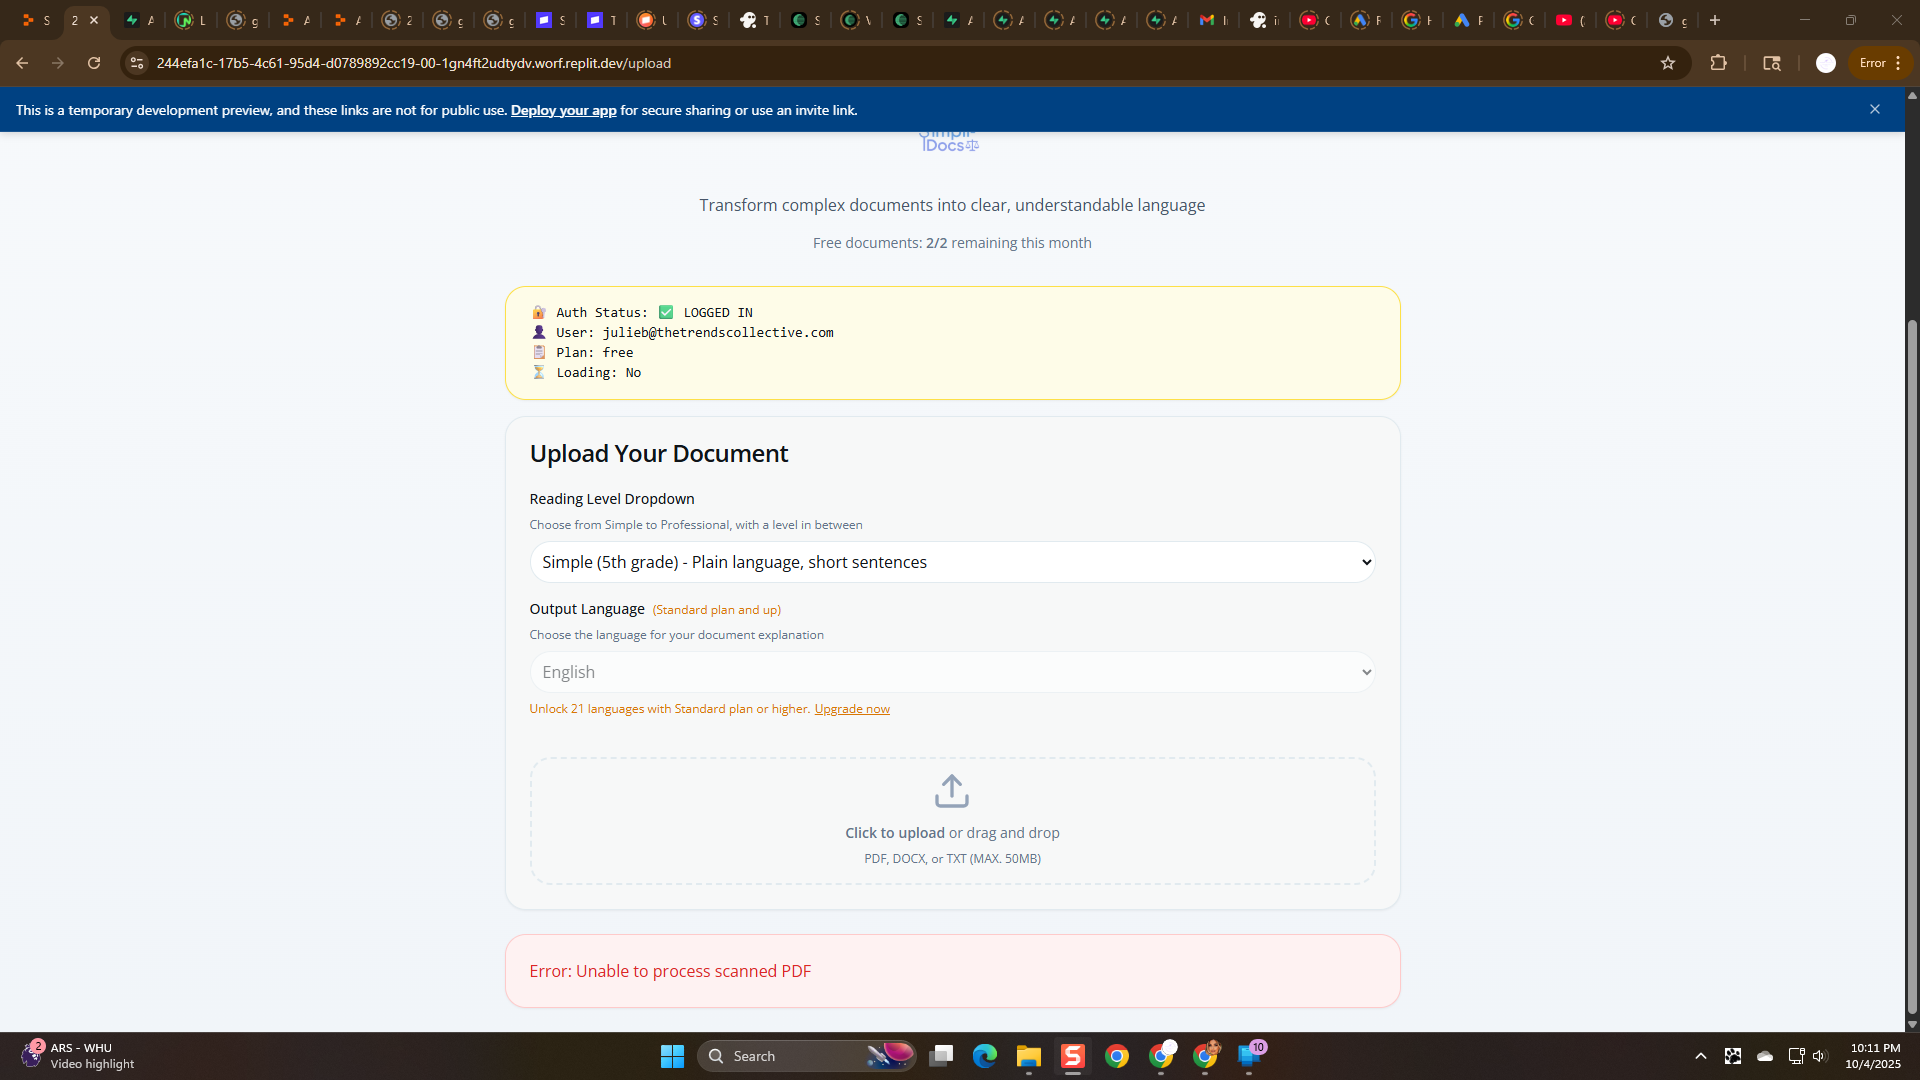 244efa1c-17b5-4c61-95d4-d0789892cc19-00-1gn4ft2udtydv.worf.replit.dev/upload
Error
This is a temporary development preview, and these links are not for public use. Deploy your app for secure sharing or use an invite link.
Docs
Transform complex documents into clear, understandable language
Free documents: 2/2 remaining this month
🔐 Auth Status: ✅ LOGGED IN
👤 User: julieb@thetrendscollective.com
📋 Plan: free
⏳ Loading: No
Upload Your Document
Reading Level Dropdown
Choose from Simple to Professional, with a level in between
Simple (5th grade) - Plain language, short sentences
Output Language (Standard plan and up)
Choose the language for your document explanation
English
Unlock 21 languages with Standard plan or higher. Upgrade now
Click to upload or drag and drop
PDF, DOCX, or TXT (MAX. 50MB)
Error: Unable to process scanned PDF
2
ARS - WHU
Video highlight
Search
10
10:11 PM
10/4/2025